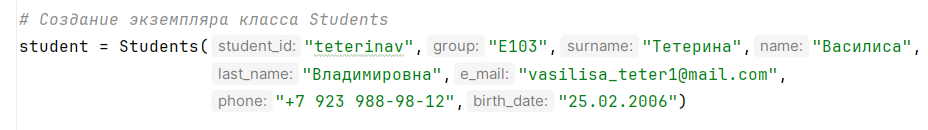 # Создание экземпляра класса Students
student = Students( student_id: "teterinav", group: "E103", surname: "Тетерина", name: "Василиса",
last_name: "Владимировна", e_mail: "vasilisa_teter1@mail.com",
phone: "+7 923 988-98-12", birth_date: "25.02.2006")